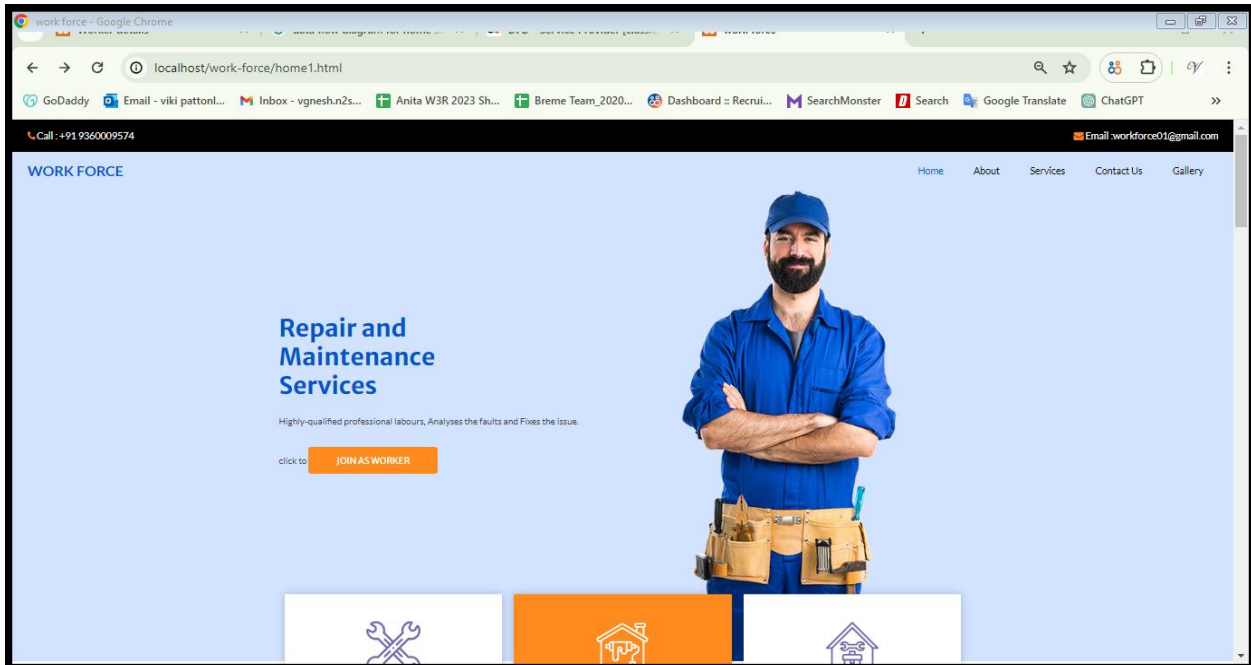 work force - Google Chrome
localhost/work-force/home1.html
GoDaddy Email - viki pattonl... Inbox - vgnesh.n2s... Anita W3R 2023 Sh... Breme Team_2020... Dashboard :: Recrui... SearchMonster Search Google Translate ChatGPT »
Call : +91 9360009574 Email :workforce01@gmail.com
WORK FORCE Home About Services Contact Us Gallery
Repair and
Maintenance
Services
Highly-qualified professional labours, Analyses the faults and Fixes the issue.
click to JOIN AS WORKER